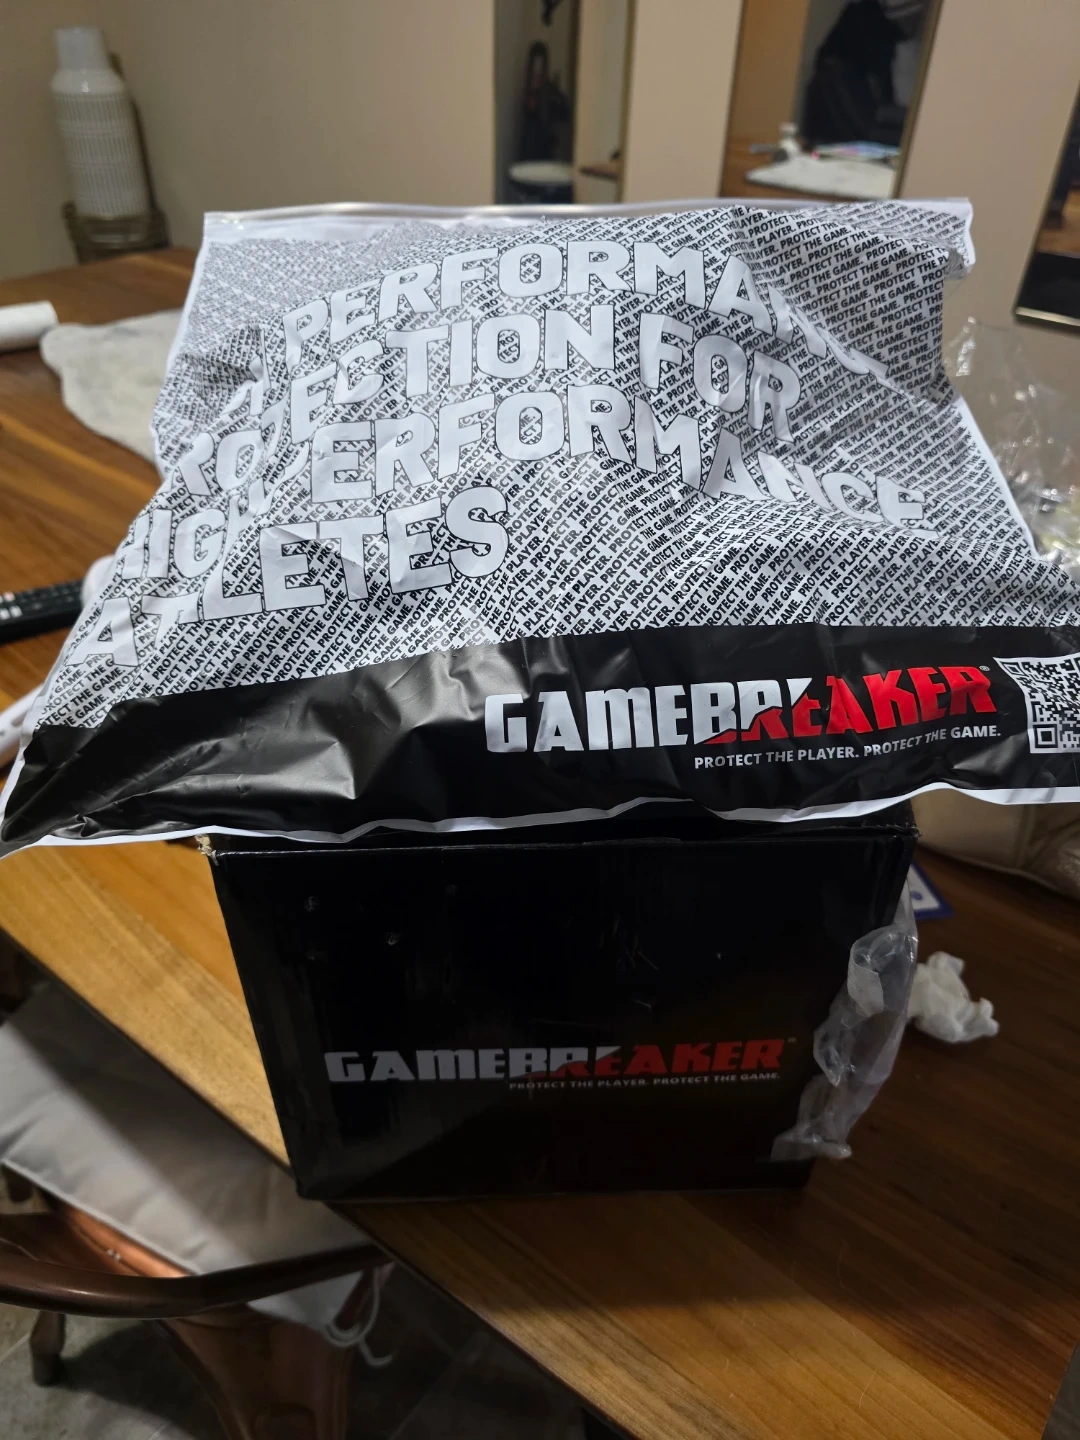 PERFORMANCE
PROTECTION FOR
HIGH PERFORMANCE
ATHLETES
GAMEBREAKER®
PROTECT THE PLAYER. PROTECT THE GAME.
GAMEBREAKER®
PROTECT THE PLAYER. PROTECT THE GAME.